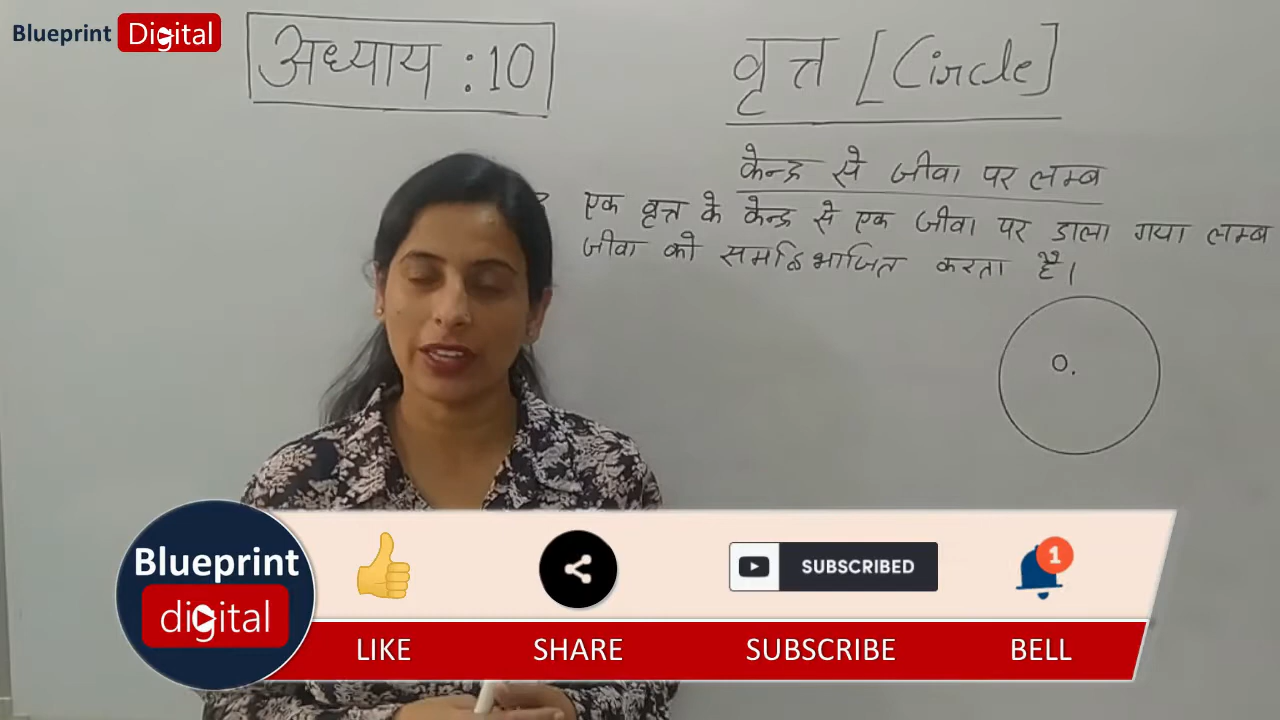 Blueprint Digital
अध्याय : 10
वृत्त [Circle]
केन्द्र से जीवा पर लम्ब
एक वृत्त के केन्द्र से एक जीवा पर डाला गया लम्ब
जीवा को समद्विभाजित करता है।
O.
Blueprint
digital
SUBSCRIBED
1
LIKE SHARE SUBSCRIBE BELL